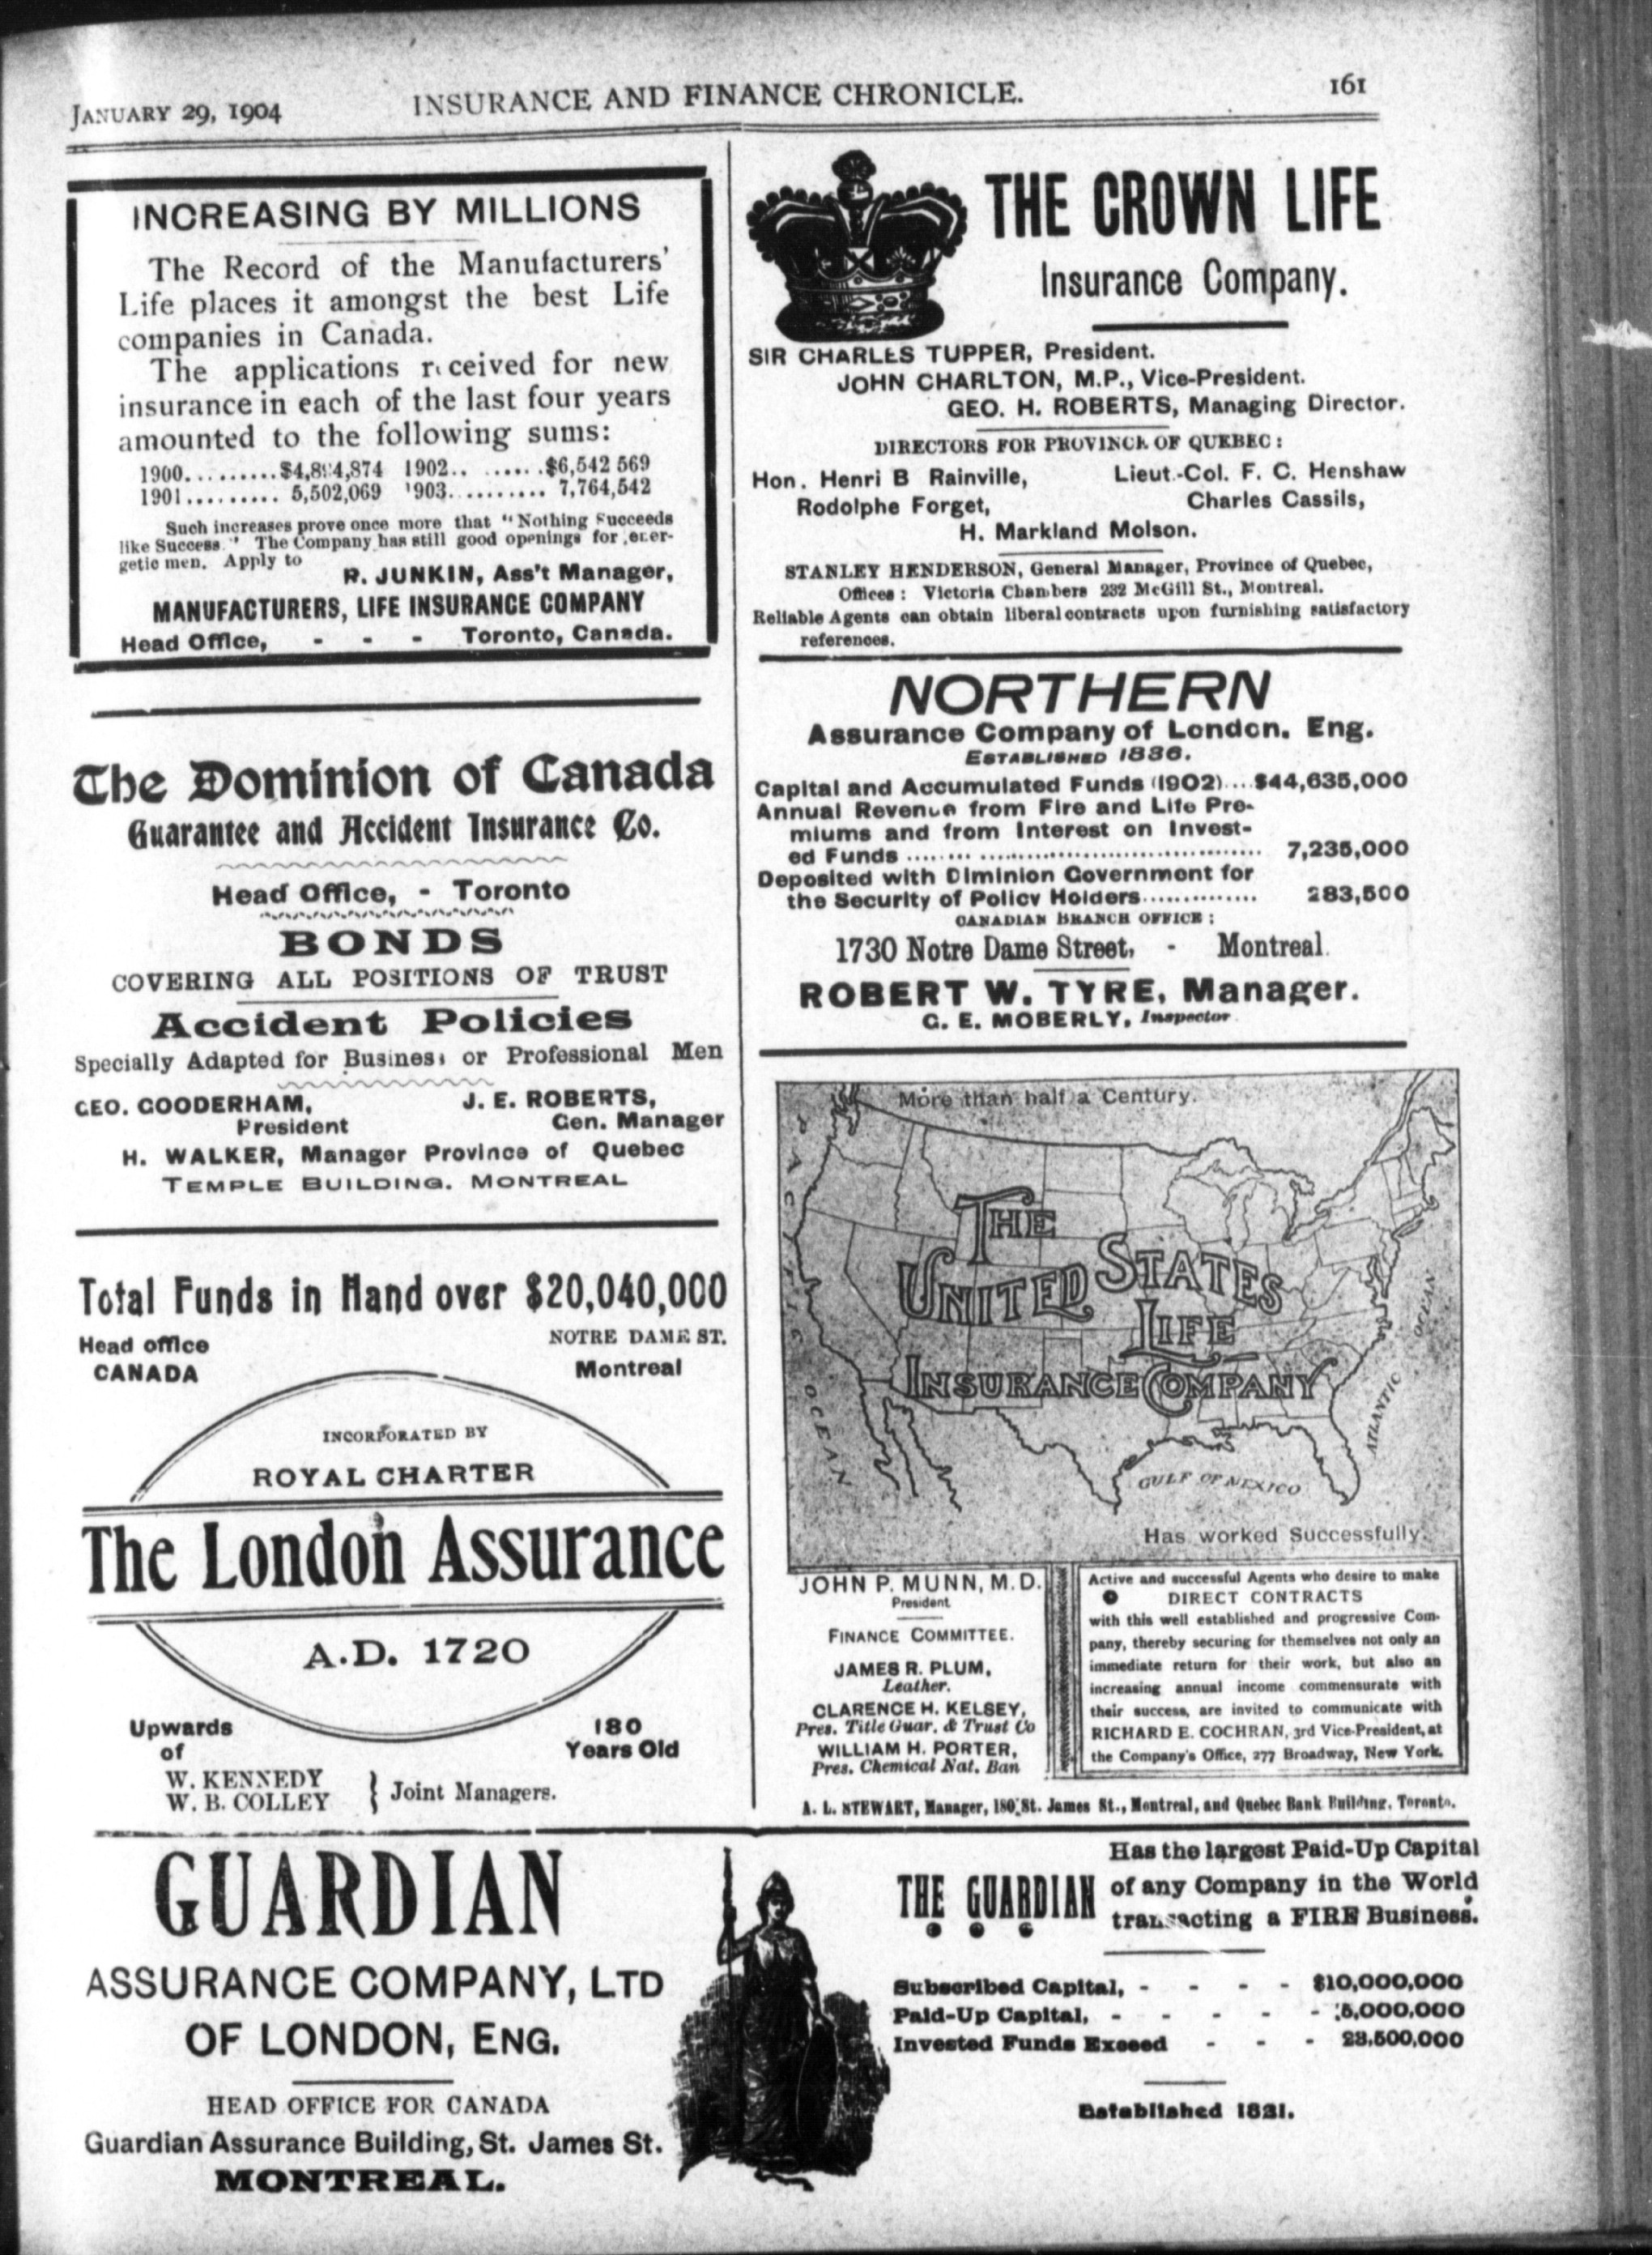 JANUARY 29, 1904
INSURANCE AND FINANCE CHRONICLE.
161
INCREASING BY MILLIONS
The Record of the Manufacturers'
Life places it amongst the best Life
companies in Canada.
The applications r ceived for new
insurance in each of the last four years
amounted to the following sums:
1900.........$4,894,874 1902.. ......$6,542 569
1901......... 5,502,069 1903.......... 7,764,542
Such increases prove once more that "Nothing Succeeds
like Success." The Company has still good openings for ener-
getic men. Apply to
R. JUNKIN, Ass't Manager,
MANUFACTURERS, LIFE INSURANCE COMPANY
Head Office, - - - Toronto, Canada.
The Dominion of Canada
Guarantee and Accident Insurance Co.
Head Office, - Toronto
BONDS
COVERING ALL POSITIONS OF TRUST
Accident Policies
Specially Adapted for Business or Professional Men
GEO. GOODERHAM,
President
J. E. ROBERTS,
Gen. Manager
H. WALKER, Manager Province of Quebec
TEMPLE BUILDING. MONTREAL
Total Funds in Hand over $20,040,000
Head office
CANADA
NOTRE DAME ST.
Montreal
INCORPORATED BY
ROYAL CHARTER
The London Assurance
A.D. 1720
Upwards
of
180
Years Old
W. KENNEDY
W. B. COLLEY
} Joint Managers.
THE CROWN LIFE
Insurance Company.
SIR CHARLES TUPPER, President.
JOHN CHARLTON, M.P., Vice-President.
GEO. H. ROBERTS, Managing Director.
DIRECTORS FOR PROVINCE OF QUEBEC:
Hon. Henri B Rainville, Lieut.-Col. F. C. Henshaw
Rodolphe Forget, Charles Cassils,
H. Markland Molson.
STANLEY HENDERSON, General Manager, Province of Quebec,
Offices: Victoria Chambers 232 McGill St., Montreal.
Reliable Agents can obtain liberal contracts upon furnishing satisfactory
references.
NORTHERN
Assurance Company of London. Eng.
ESTABLISHED 1836.
Capital and Accumulated Funds (1902)....$44,635,000
Annual Revenue from Fire and Life Pre-
miums and from Interest on Invest-
ed Funds ........ ................................. 7,235,000
Deposited with Diminion Government for
the Security of Policy Holders.............. 283,500
CANADIAN BRANCH OFFICE:
1730 Notre Dame Street, - Montreal.
ROBERT W. TYRE, Manager.
G. E. MOBERLY, Inspector.
More than half a Century.
PACIFIC OCEAN
THE
UNITED STATES
LIFE
INSURANCE COMPANY
ATLANTIC OCEAN
GULF OF MEXICO
Has worked Successfully.
JOHN P. MUNN, M.D.
President
FINANCE COMMITTEE.
JAMES R. PLUM,
Leather.
CLARENCE H. KELSEY,
Pres. Title Guar. & Trust Co
WILLIAM H. PORTER,
Pres. Chemical Nat. Ban
Active and successful Agents who desire to make
DIRECT CONTRACTS
with this well established and progressive Com-
pany, thereby securing for themselves not only an
immediate return for their work, but also an
increasing annual income commensurate with
their success, are invited to communicate with
RICHARD E. COCHRAN, 3rd Vice-President, at
the Company's Office, 277 Broadway, New York.
A. L. STEWART, Manager, 180 St. James St., Montreal, and Quebec Bank Building, Toronto.
GUARDIAN
ASSURANCE COMPANY, LTD
OF LONDON, ENG.
HEAD OFFICE FOR CANADA
Guardian Assurance Building, St. James St.
MONTREAL.
THE GUARDIAN
Has the largest Paid-Up Capital
of any Company in the World
transacting a FIRE Business.
Subscribed Capital, - - - - $10,000,000
Paid-Up Capital, - - - - - 5,000,000
Invested Funds Exceed - - - 23,500,000
Established 1821.